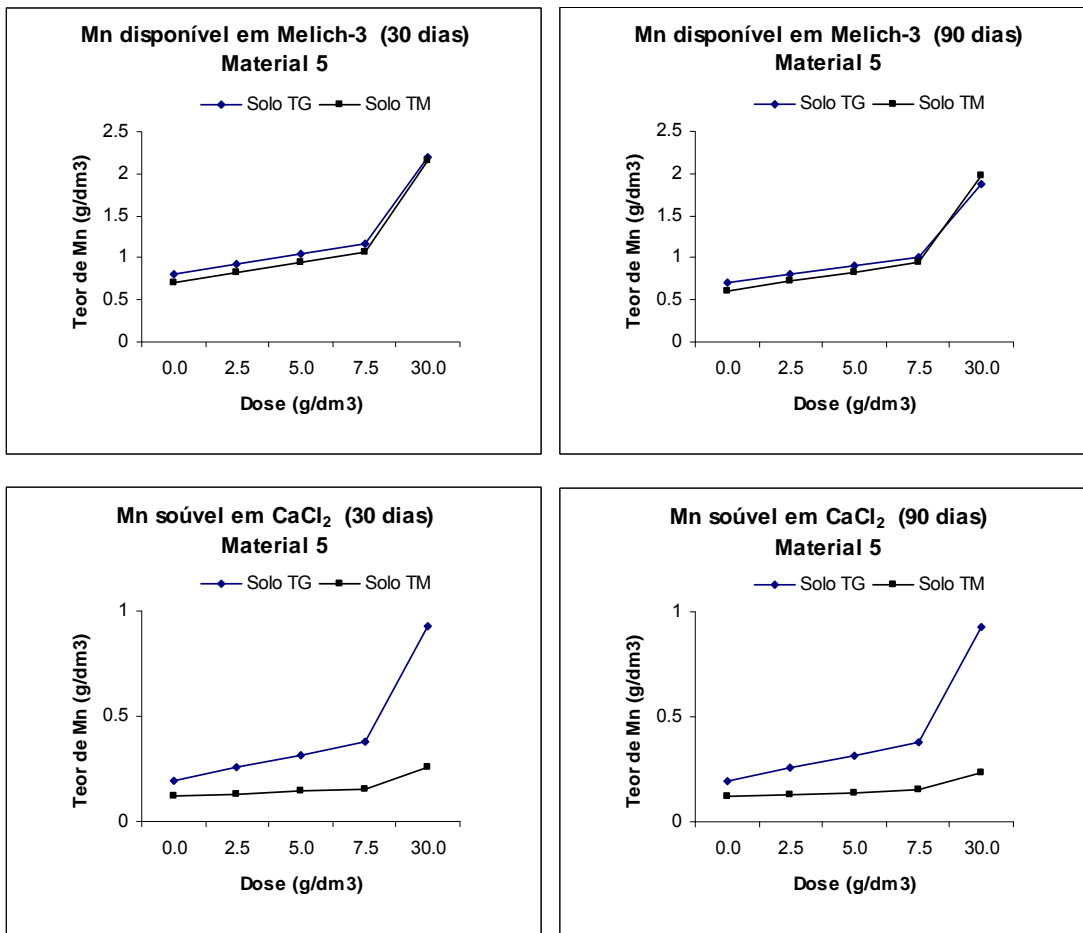 Mn disponível em Melich-3 (30 dias)
Material 5
Solo TG
Solo TM
Teor de Mn (g/dm3)
2.5
2
1.5
1
0.5
0
0.0 2.5 5.0 7.5 30.0
Dose (g/dm3)
Mn disponível em Melich-3 (90 dias)
Material 5
Solo TG
Solo TM
Teor de Mn (g/dm3)
2.5
2
1.5
1
0.5
0
0.0 2.5 5.0 7.5 30.0
Dose (g/dm3)
Mn soúvel em CaCl₂ (30 dias)
Material 5
Solo TG
Solo TM
Teor de Mn (g/dm3)
1
0.5
0
0.0 2.5 5.0 7.5 30.0
Dose (g/dm3)
Mn soúvel em CaCl₂ (90 dias)
Material 5
Solo TG
Solo TM
Teor de Mn (g/dm3)
1
0.5
0
0.0 2.5 5.0 7.5 30.0
Dose (g/dm3)